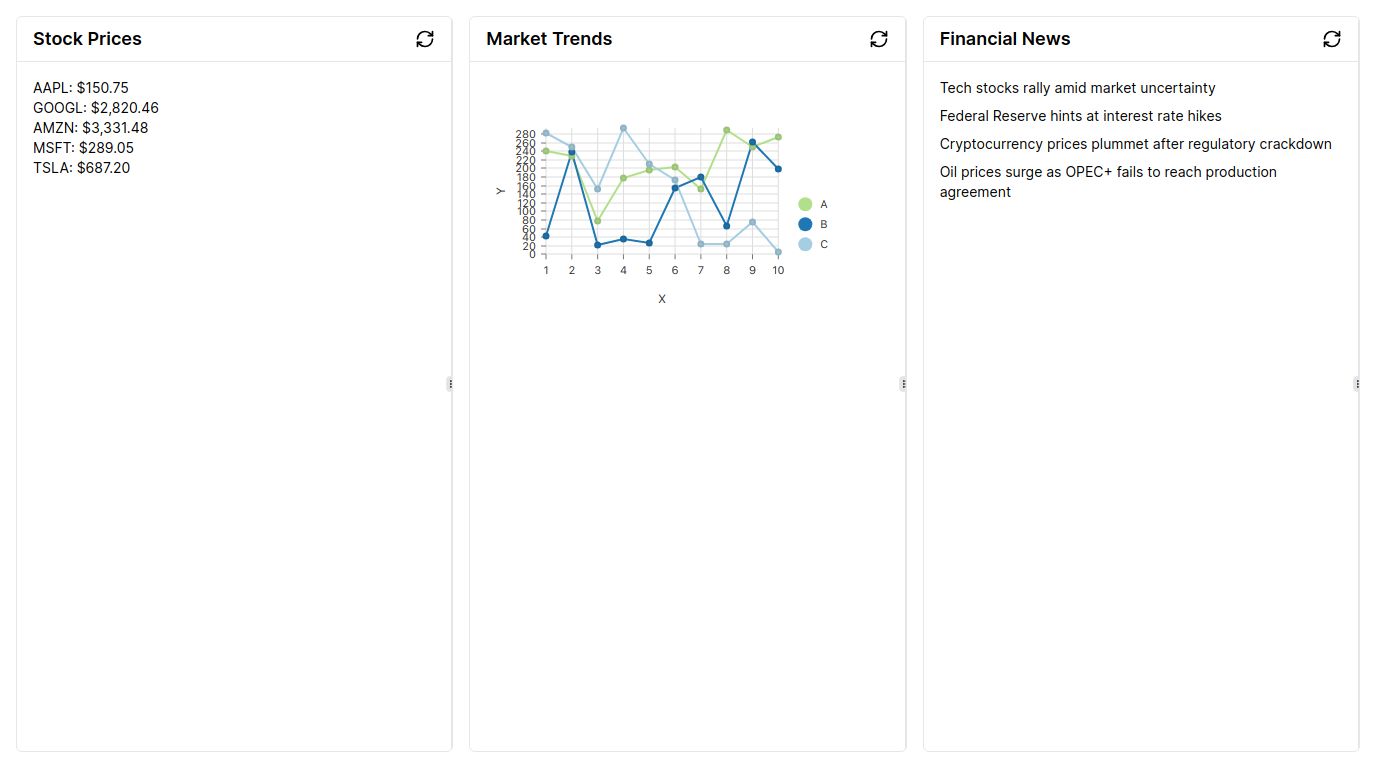 Stock Prices
AAPL: $150.75
GOOGL: $2,820.46
AMZN: $3,331.48
MSFT: $289.05
TSLA: $687.20
Market Trends
280
260
240
220
200
180
160
140
120
100
80
60
40
20
0
Y
1 2 3 4 5 6 7 8 9 10
X
A
B
C
Financial News
Tech stocks rally amid market uncertainty
Federal Reserve hints at interest rate hikes
Cryptocurrency prices plummet after regulatory crackdown
Oil prices surge as OPEC+ fails to reach production
agreement